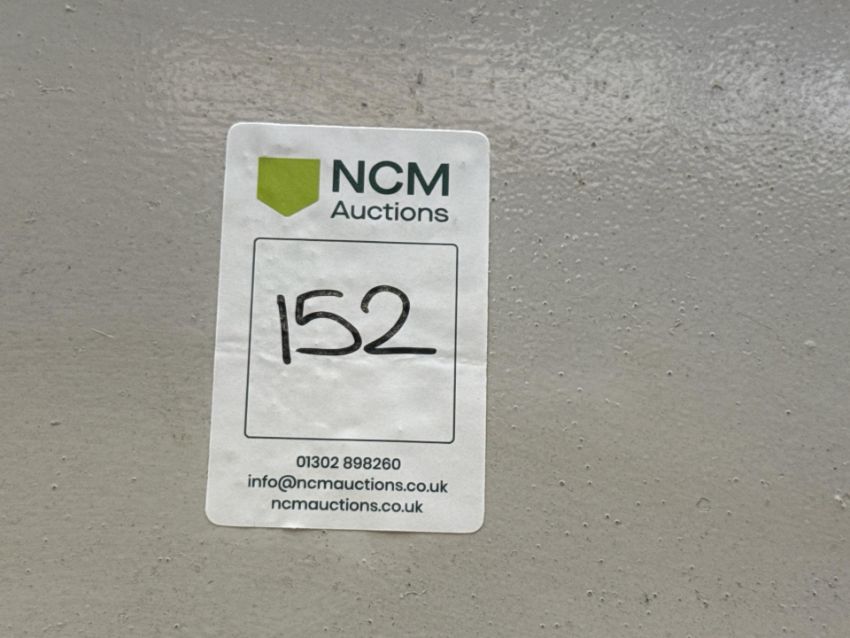 NCM
Auctions
152
01302 898260
info@ncmauctions.co.uk
ncmauctions.co.uk